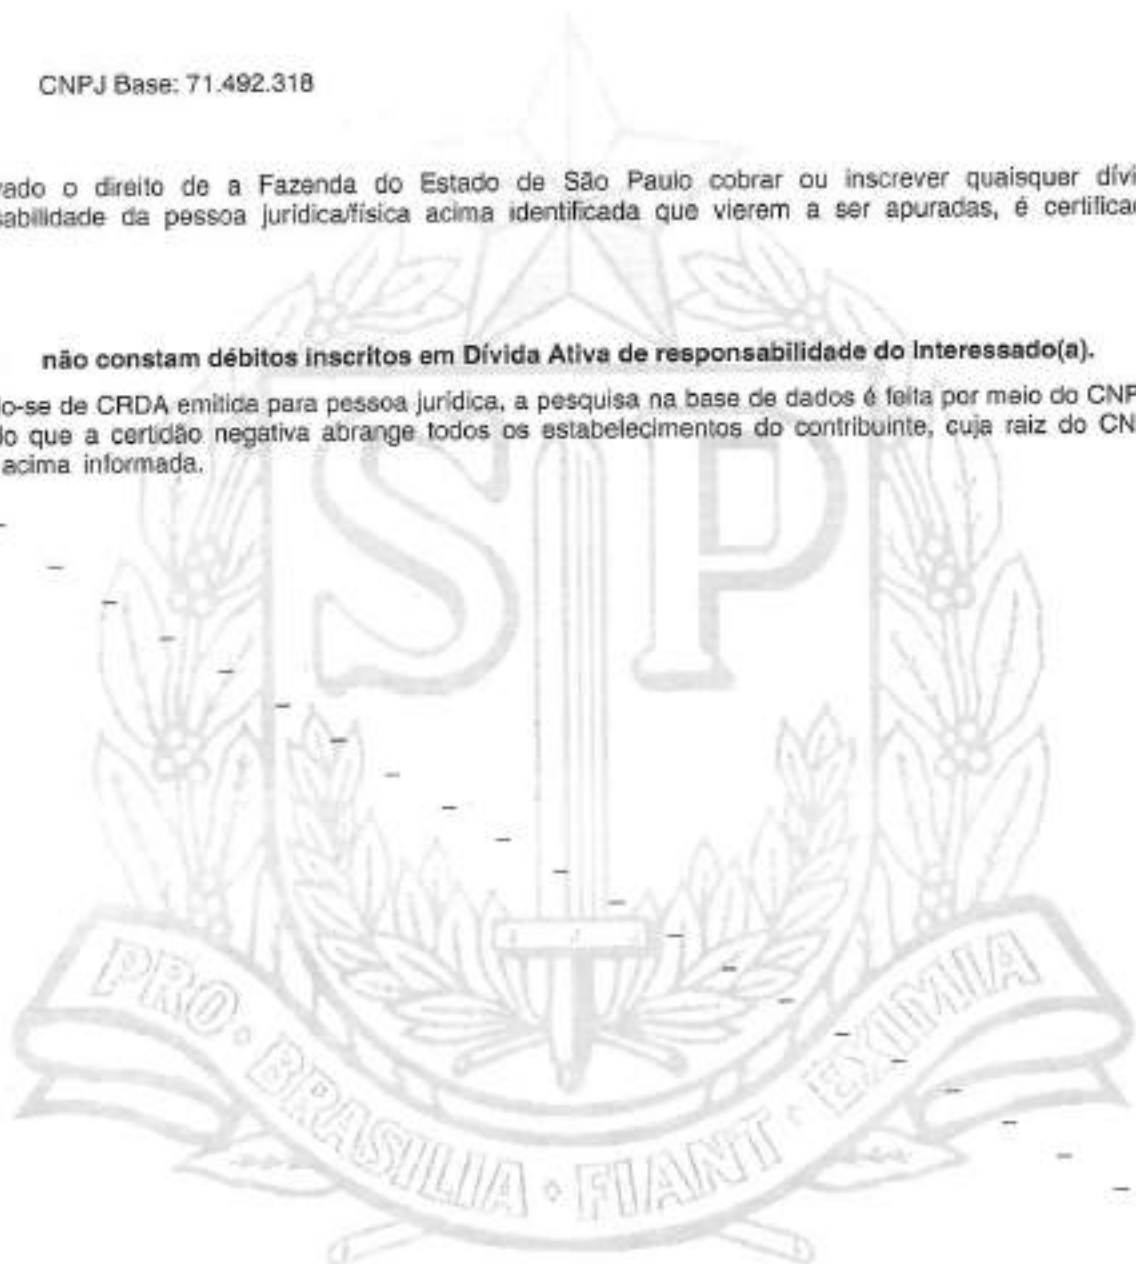 CNPJ Base: 71.492.318
vado o direito de a Fazenda do Estado de São Paulo cobrar ou inscrever quaisquer dívi
sabilidade da pessoa jurídica/física acima identificada que vierem a ser apuradas, é certifica
não constam débitos inscritos em Dívida Ativa de responsabilidade do Interessado(a).
lo-se de CRDA emitida para pessoa jurídica, a pesquisa na base de dados é feita por meio do CNP
lo que a certidão negativa abrange todos os estabelecimentos do contribuinte, cuja raiz do CN
acima informada.
SP
PRO · BRASILIA · FIANT · EXIMIA